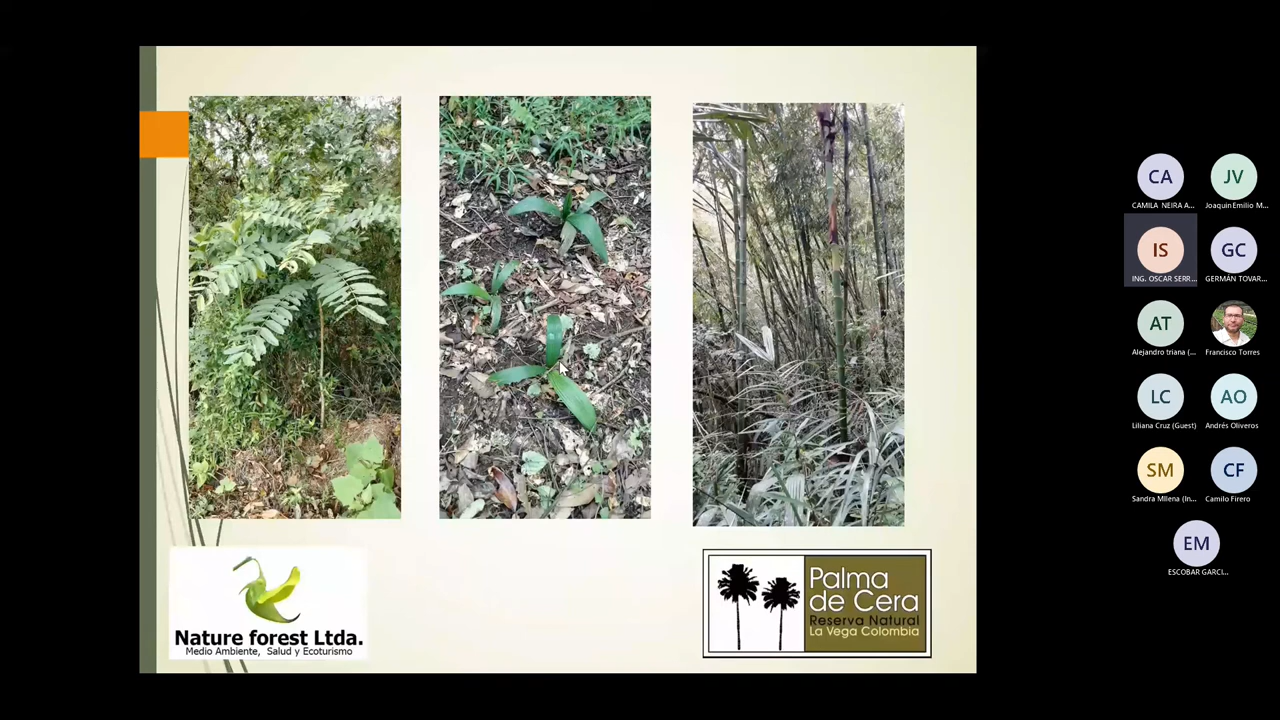 Nature forest Ltda.
Medio Ambiente, Salud y Ecoturismo
Palma
de Cera
Reserva Natural
La Vega Colombia
CA
CAMILA NEIRA A...
JV
Joaquin Emilio M...
IS
ING. OSCAR SERR...
GC
GERMÁN TOVAR...
AT
Alejandro triana (...
Francisco Torres
LC
Liliana Cruz (Guest)
AO
Andrés Oliveros
SM
Sandra MIlena (In...
CF
Camilo Firero
EM
ESCOBAR GARCI...